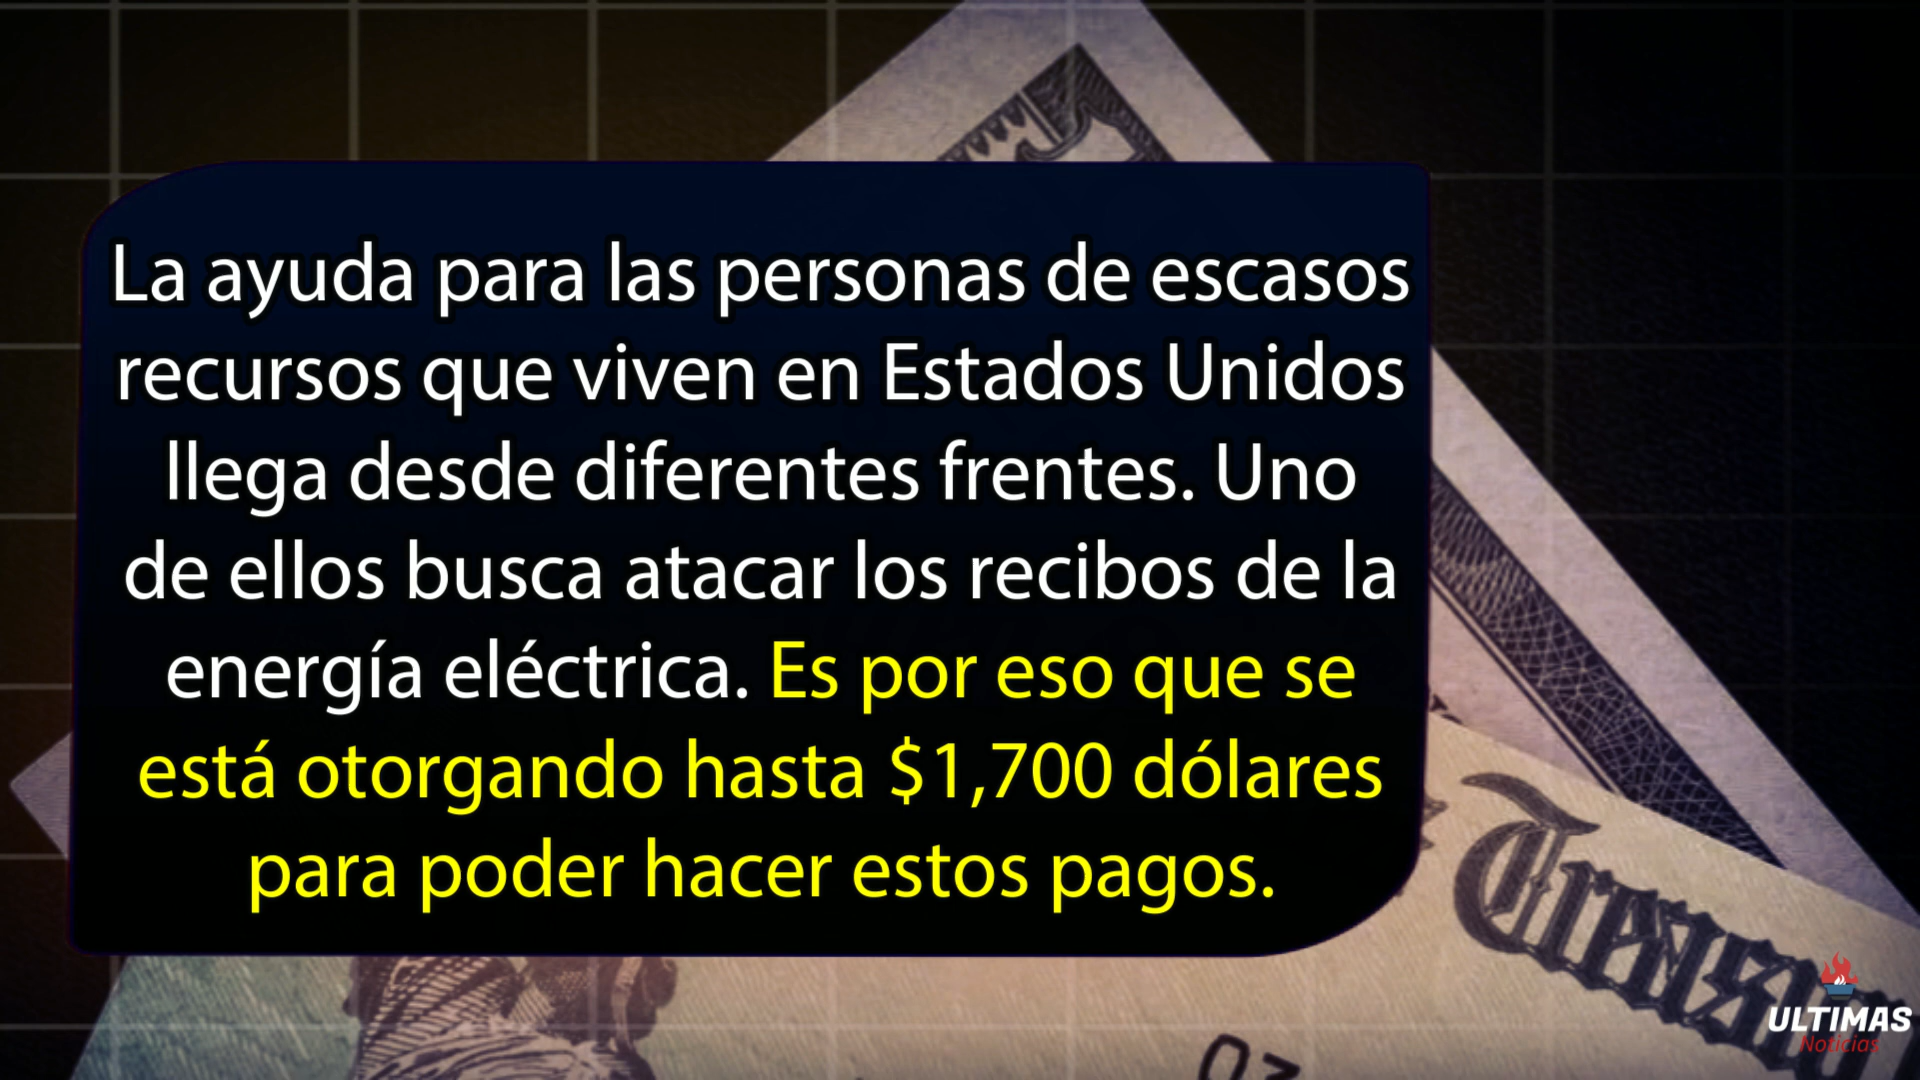 La ayuda para las personas de escasos
recursos que viven en Estados Unidos
llega desde diferentes frentes. Uno
de ellos busca atacar los recibos de la
energía eléctrica. Es por eso que se
está otorgando hasta $1,700 dólares
para poder hacer estos pagos.
ULTIMAS
Noticias